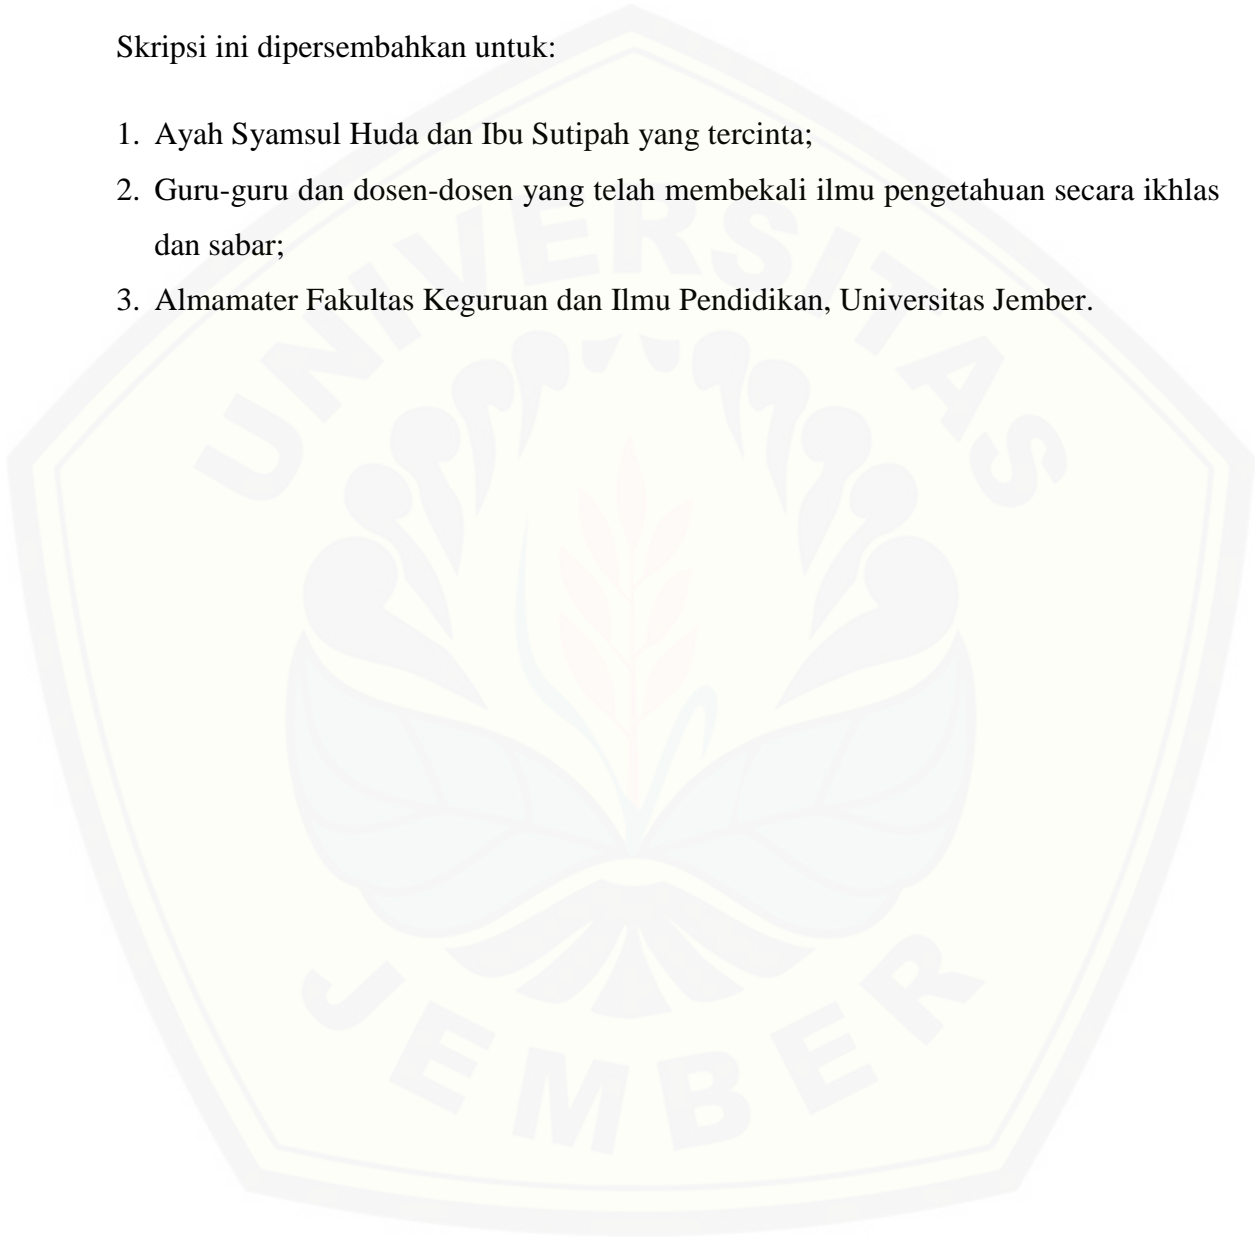 Skripsi ini dipersembahkan untuk:
1. Ayah Syamsul Huda dan Ibu Sutipah yang tercinta;
2. Guru-guru dan dosen-dosen yang telah membekali ilmu pengetahuan secara ikhlas
dan sabar;
3. Almamater Fakultas Keguruan dan Ilmu Pendidikan, Universitas Jember.
UNIVERSITAS
JEMBER